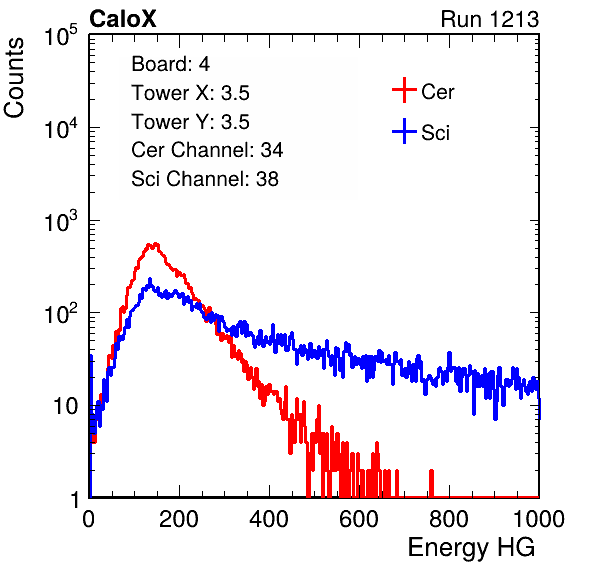 CaloX Run 1213
Counts
Board: 4
Tower X: 3.5
Tower Y: 3.5
Cer Channel: 34
Sci Channel: 38
Cer
Sci
10^5
10^4
10^3
10^2
10
1
0 200 400 600 800 1000
Energy HG